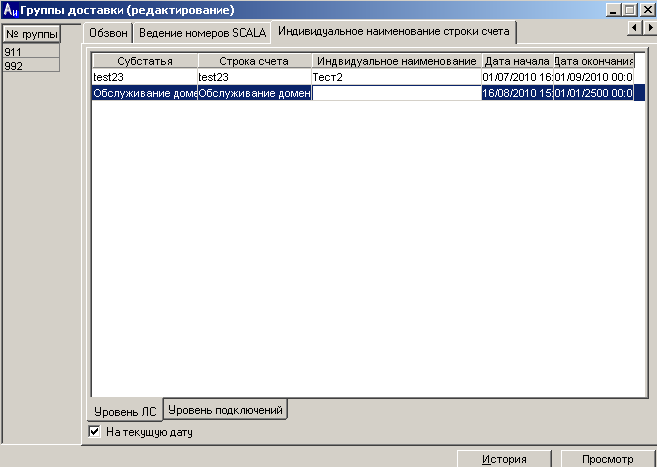 Группы доставки (редактирование)
№ группы
911
992
Обзвон Ведение номеров SCALA Индивидуальное наименование строки счета
Субстатья Строка счета Индвидуальное наименование Дата начала Дата окончания
test23 test23 Тест2 01/07/2010 16: 01/09/2010 00:0
Обслуживание доме Обслуживание домен 16/08/2010 15: 01/01/2500 00:0
Уровень ЛС Уровень подключений
На текущую дату
История Просмотр